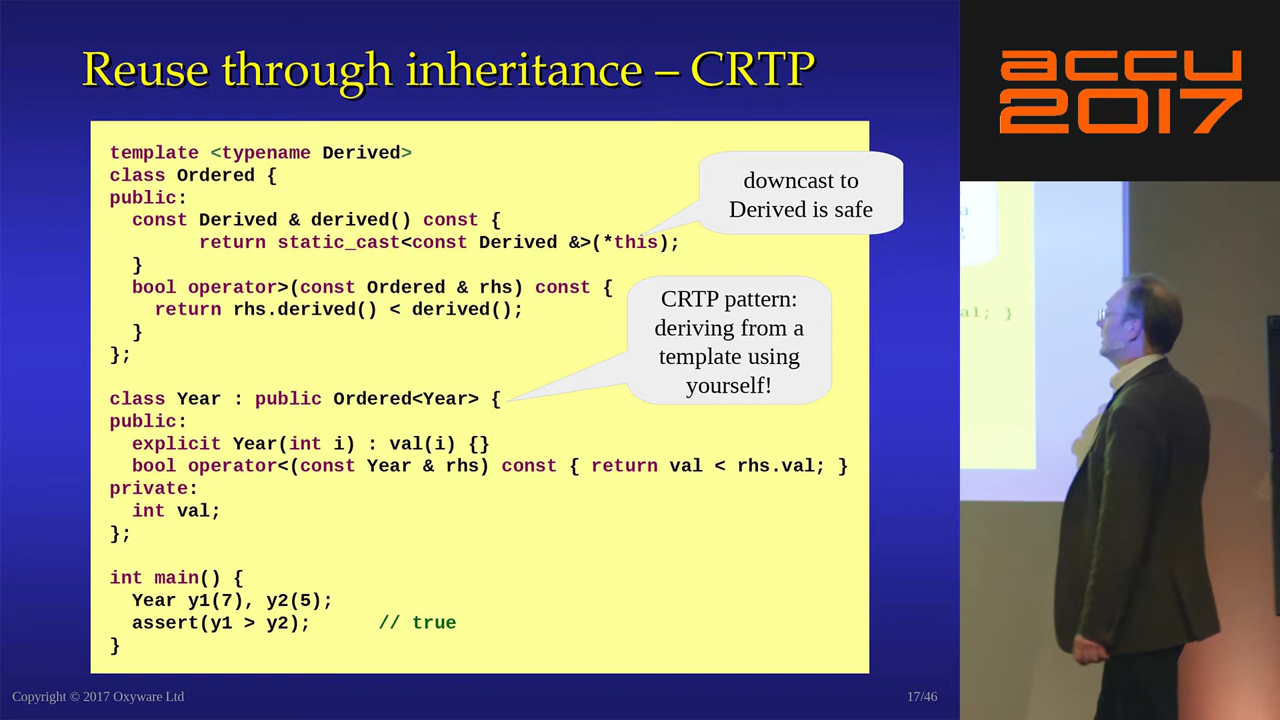 Reuse through inheritance – CRTP
template <typename Derived>
class Ordered {
public:
  const Derived & derived() const {
        return static_cast<const Derived &>(*this);
  }
  bool operator>(const Ordered & rhs) const {
    return rhs.derived() < derived();
  }
};
class Year : public Ordered<Year> {
public:
  explicit Year(int i) : val(i) {}
  bool operator<(const Year & rhs) const { return val < rhs.val; }
private:
  int val;
};
int main() {
  Year y1(7), y2(5);
  assert(y1 > y2);      // true
}
downcast to
Derived is safe
CRTP pattern:
deriving from a
template using
yourself!
Copyright © 2017 Oxyware Ltd
17/46
accu
2017
al; }